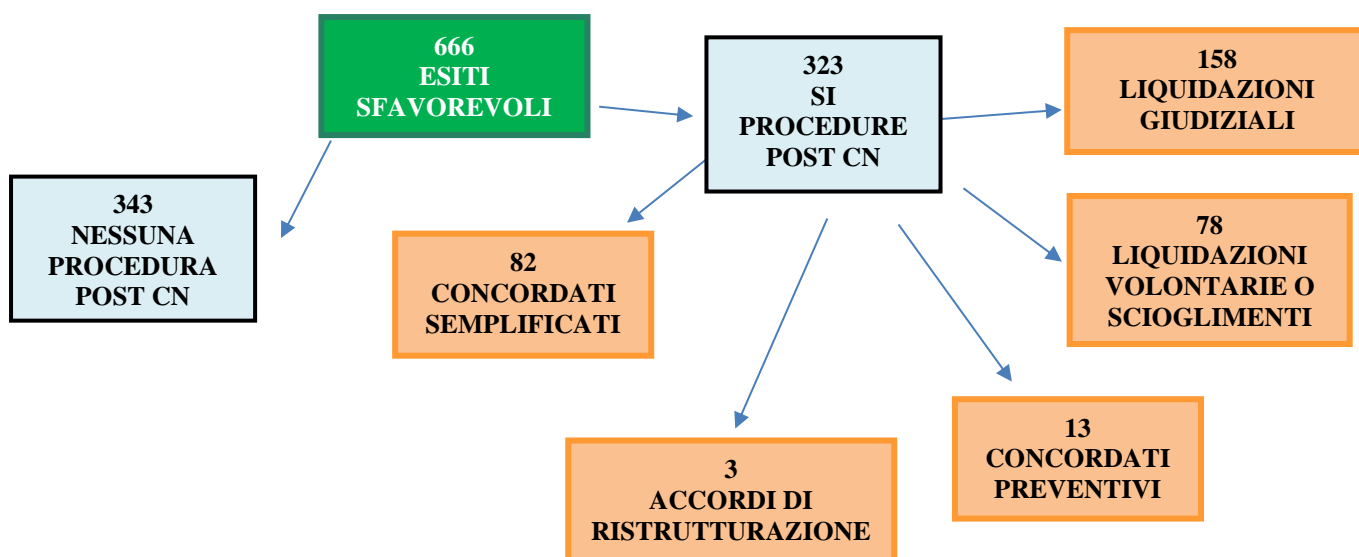 666
ESITI
SFAVOREVOLI
323
SI
PROCEDURE
POST CN
158
LIQUIDAZIONI
GIUDIZIALI
343
NESSUNA
PROCEDURA
POST CN
82
CONCORDATI
SEMPLIFICATI
78
LIQUIDAZIONI
VOLONTARIE O
SCIOGLIMENTI
3
ACCORDI DI
RISTRUTTURAZIONE
13
CONCORDATI
PREVENTIVI